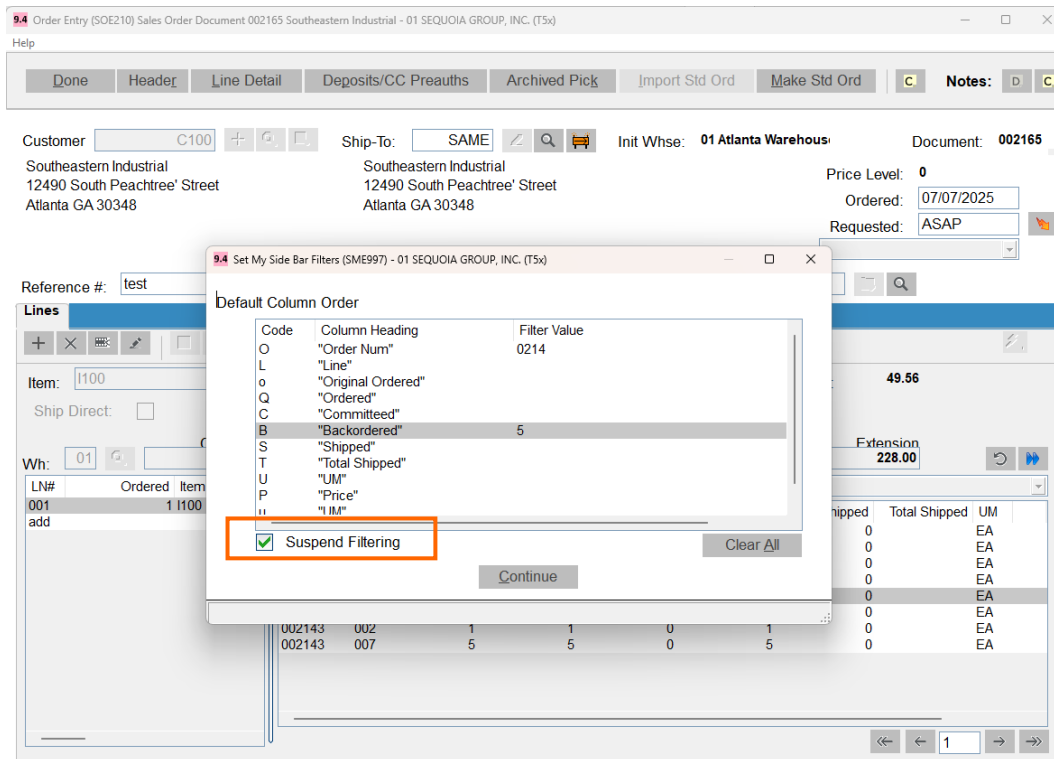 9.4 Order Entry (SOE210) Sales Order Document 002165 Southeastern Industrial - 01 SEQUOIA GROUP, INC. (T5x)
Help
Done Header Line Detail Deposits/CC Preauths Archived Pick Import Std Ord Make Std Ord C Notes: D C
Customer C100 Ship-To: SAME Init Whse: 01 Atlanta Warehouse Document: 002165
Southeastern Industrial Southeastern Industrial Price Level: 0
12490 South Peachtree' Street 12490 South Peachtree' Street Ordered: 07/07/2025
Atlanta GA 30348 Atlanta GA 30348
Requested: ASAP
9.4 Set My Side Bar Filters (SME997) - 01 SEQUOIA GROUP, INC. (T5x)
Reference #: test
Default Column Order
Lines
Code Column Heading Filter Value
O "Order Num" 0214
L "Line"
o "Original Ordered"
Q "Ordered"
C "Committeed"
B "Backordered" 5
S "Shipped"
T "Total Shipped"
U "UM"
P "Price"
u "UM"
Suspend Filtering Clear All
Continue
Item: I100 49.56
Ship Direct:
Extension
Wh: 01 228.00
LN# Ordered Item
001 1 I100
add
hipped Total Shipped UM
0 EA
0 EA
0 EA
0 EA
0 EA
0 EA
002143 002 1 1 0 1 0 EA
002143 007 5 5 0 5 0 EA
1